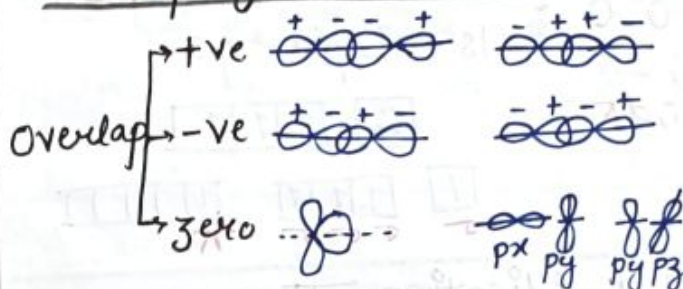 + - - + - + + -
+ve
+ - + - - + - +
Overlap -ve
zero
px py py pz